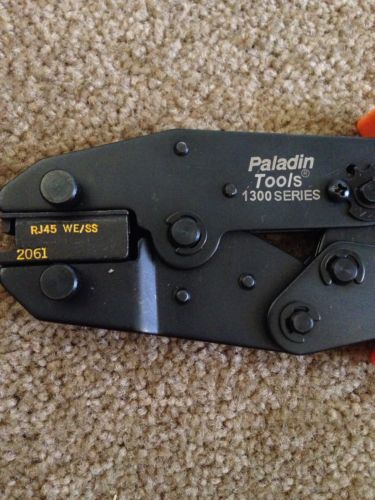 Paladin
Tools®
1300 SERIES
RJ45 WE/SS
2061